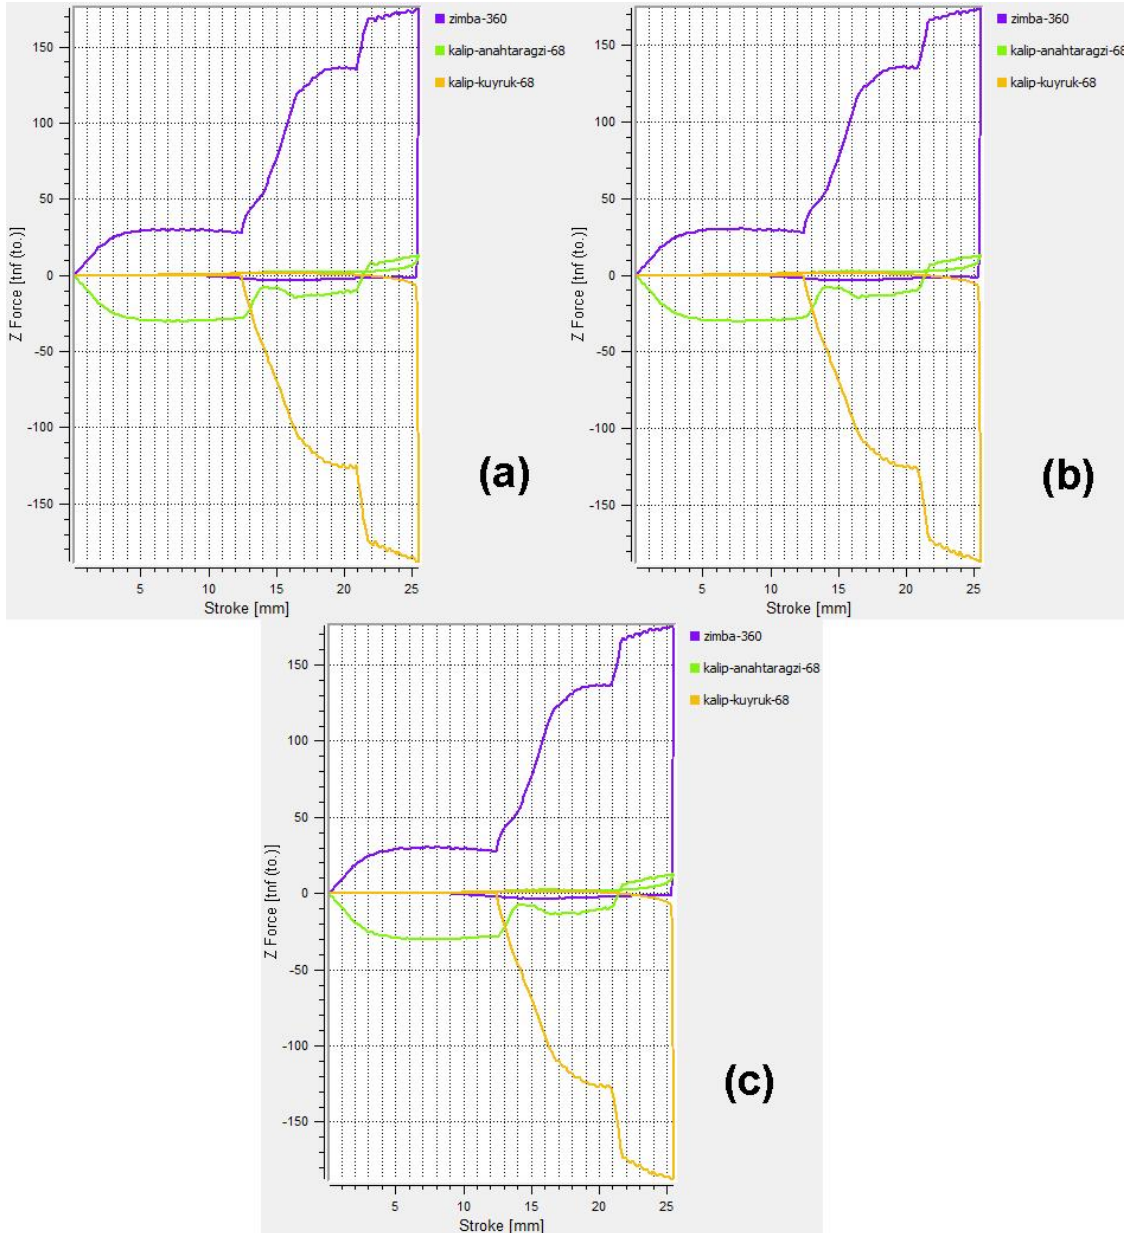 zimba-360
kalip-anahtaragzi-68
kalip-kuyruk-68
150
100
50
0
-50
-100
-150
Z Force [tnf (to.)]
5 10 15 20 25
Stroke [mm]
(a)
zimba-360
kalip-anahtaragzi-68
kalip-kuyruk-68
150
100
50
0
-50
-100
-150
Z Force [tnf (to.)]
5 10 15 20 25
Stroke [mm]
(b)
zimba-360
kalip-anahtaragzi-68
kalip-kuyruk-68
150
100
50
0
-50
-100
-150
Z Force [tnf (to.)]
5 10 15 20 25
Stroke [mm]
(c)